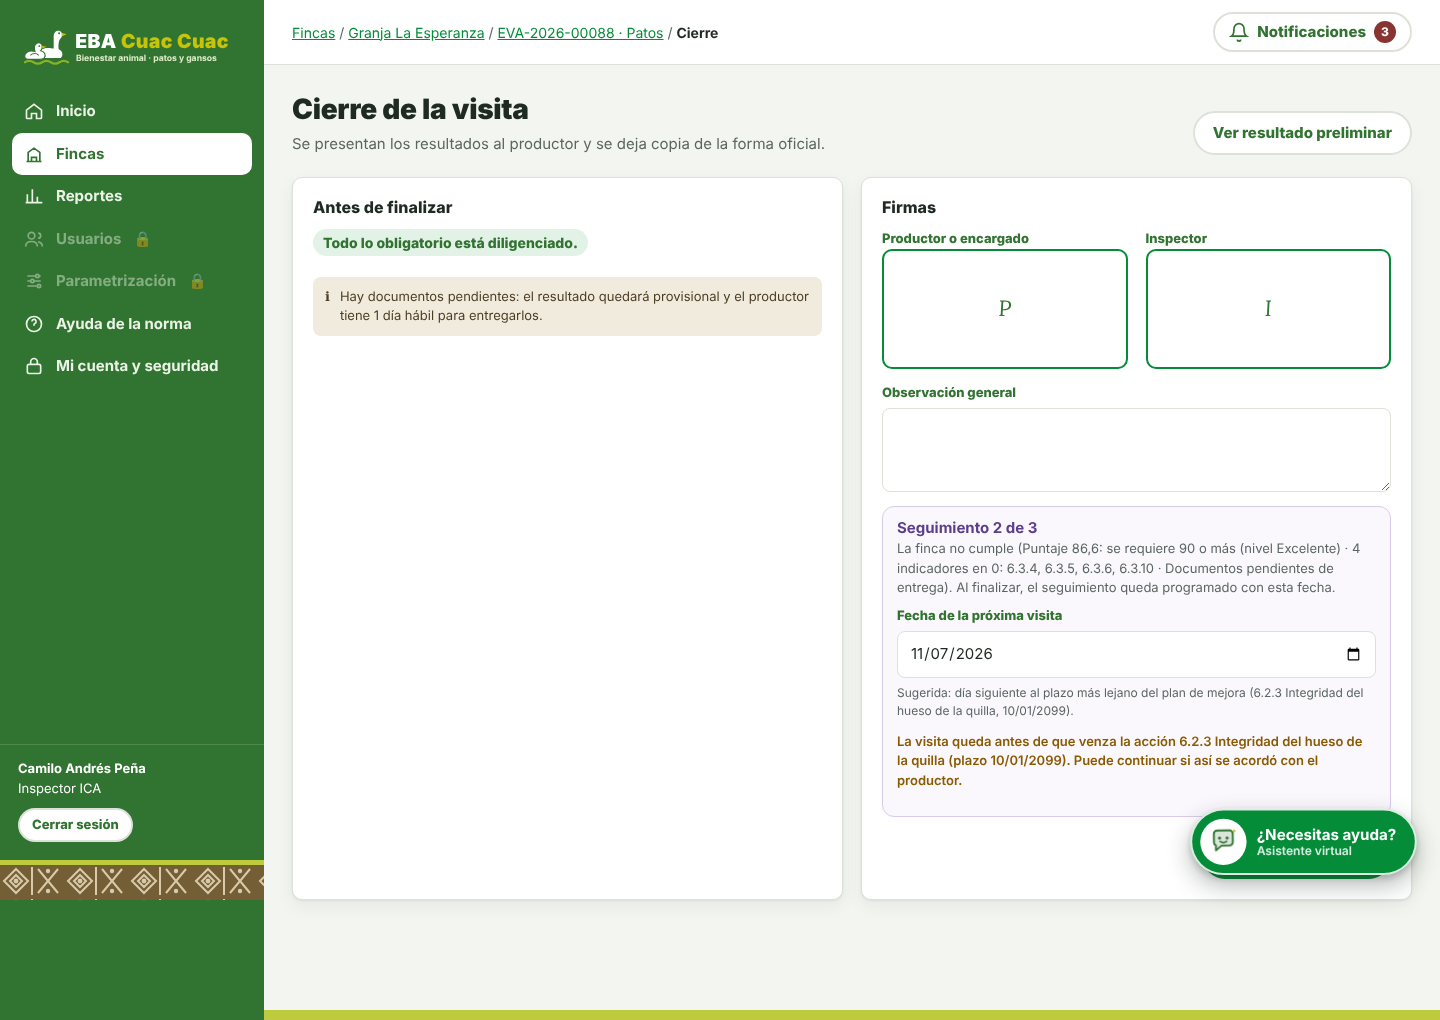 EBA Cuac Cuac
Bienestar animal · patos y gansos
Inicio
Fincas
Reportes
Usuarios
Parametrización
Ayuda de la norma
Mi cuenta y seguridad
Camilo Andrés Peña
Inspector ICA
Cerrar sesión
Fincas / Granja La Esperanza / EVA-2026-00088 · Patos / Cierre
Notificaciones 3
Cierre de la visita
Se presentan los resultados al productor y se deja copia de la forma oficial.
Ver resultado preliminar
Antes de finalizar
Todo lo obligatorio está diligenciado.
Hay documentos pendientes: el resultado quedará provisional y el productor
tiene 1 día hábil para entregarlos.
Firmas
Productor o encargado
Inspector
P
I
Observación general
Seguimiento 2 de 3
La finca no cumple (Puntaje 86,6: se requiere 90 o más (nivel Excelente) · 4
indicadores en 0: 6.3.4, 6.3.5, 6.3.6, 6.3.10 · Documentos pendientes de
entrega). Al finalizar, el seguimiento queda programado con esta fecha.
Fecha de la próxima visita
11/07/2026
Sugerida: día siguiente al plazo más lejano del plan de mejora (6.2.3 Integridad del
hueso de la quilla, 10/01/2099).
La visita queda antes de que venza la acción 6.2.3 Integridad del hueso de
la quilla (plazo 10/01/2099). Puede continuar si así se acordó con el
productor.
¿Necesitas ayuda?
Asistente virtual